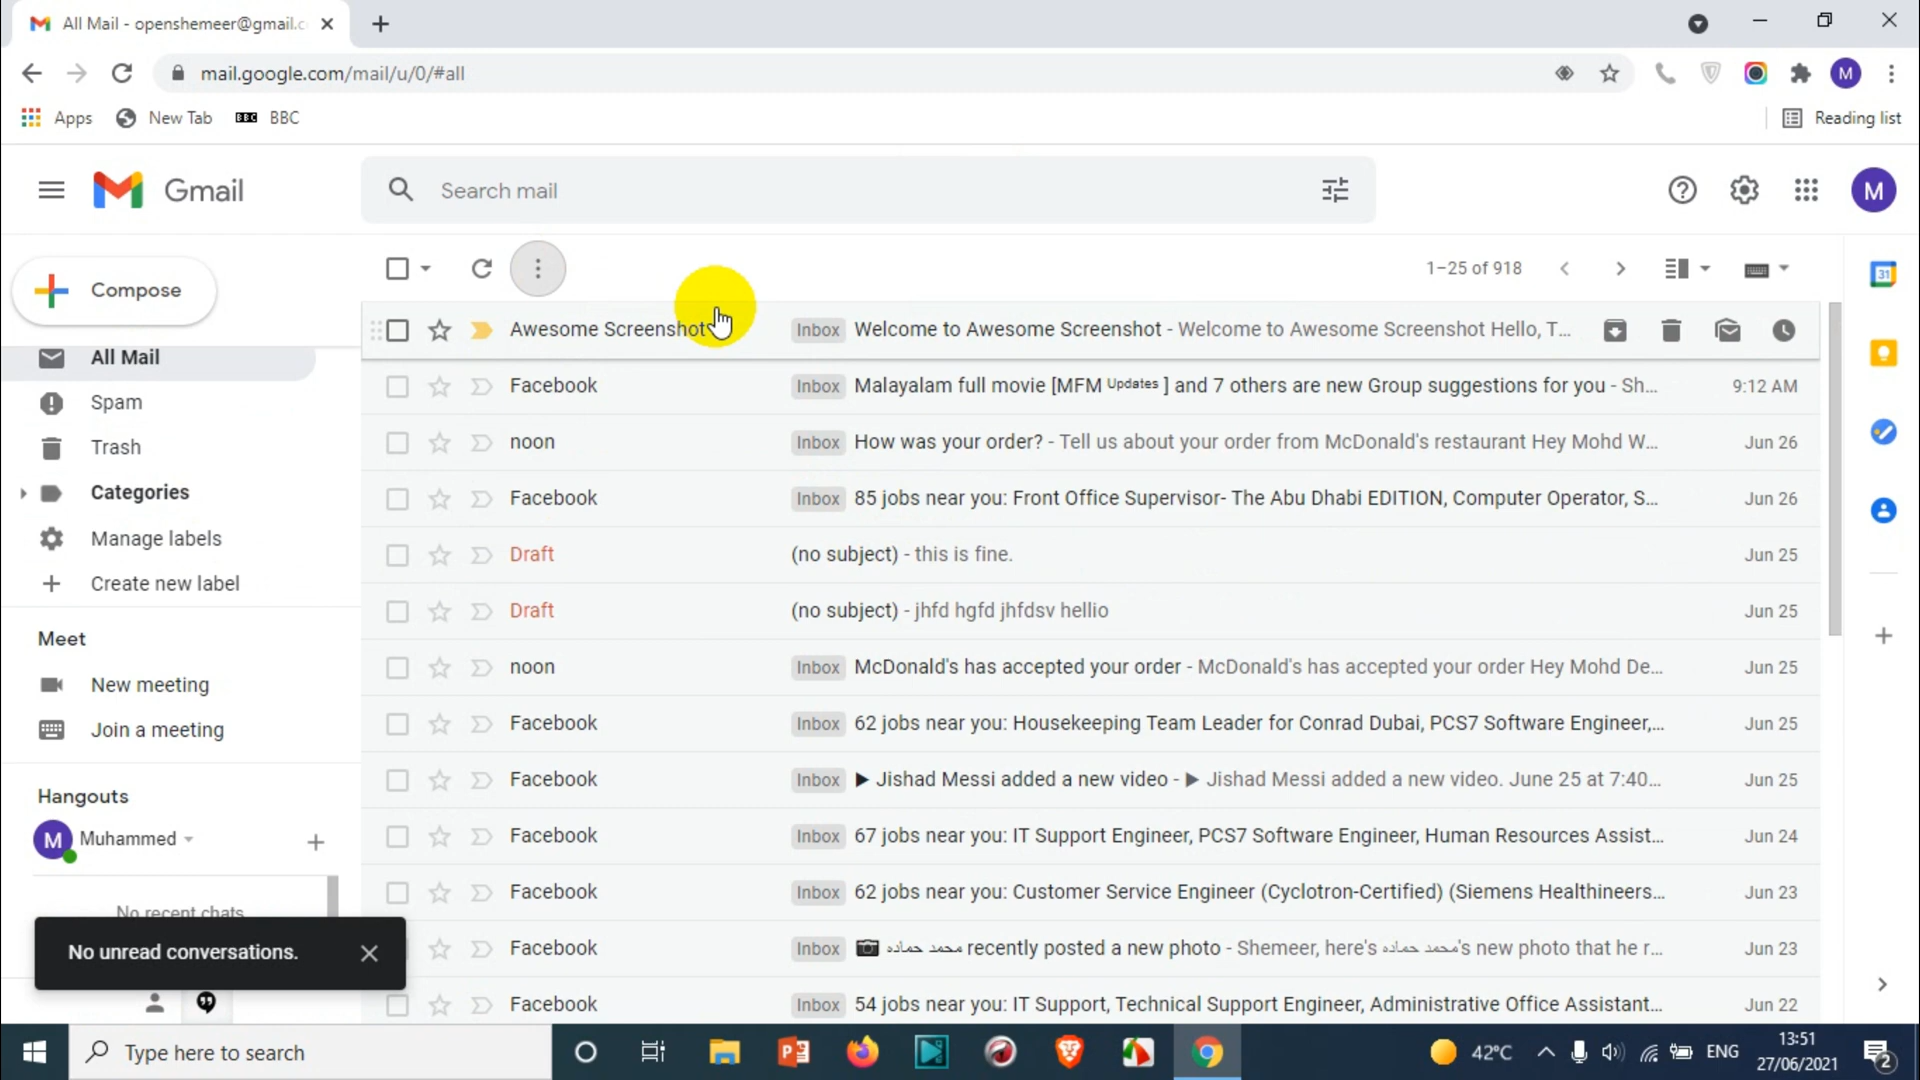 All Mail - openshemeer@gmail.c
mail.google.com/mail/u/0/#all
M
Apps
New Tab
BBC BBC
Reading list
Gmail
Search mail
M
Compose
1–25 of 918
31
All Mail
Spam
Trash
Categories
Manage labels
Create new label
Meet
New meeting
Join a meeting
Hangouts
M Muhammed
No recent chats
No unread conversations.
Awesome Screenshot Inbox Welcome to Awesome Screenshot - Welcome to Awesome Screenshot Hello, T...
Facebook Inbox Malayalam full movie [MFM Updates ] and 7 others are new Group suggestions for you - Sh... 9:12 AM
noon Inbox How was your order? - Tell us about your order from McDonald's restaurant Hey Mohd W... Jun 26
Facebook Inbox 85 jobs near you: Front Office Supervisor- The Abu Dhabi EDITION, Computer Operator, S... Jun 26
Draft (no subject) - this is fine. Jun 25
Draft (no subject) - jhfd hgfd jhfdsv hellio Jun 25
noon Inbox McDonald's has accepted your order - McDonald's has accepted your order Hey Mohd De... Jun 25
Facebook Inbox 62 jobs near you: Housekeeping Team Leader for Conrad Dubai, PCS7 Software Engineer,... Jun 25
Facebook Inbox ▶ Jishad Messi added a new video - ▶ Jishad Messi added a new video. June 25 at 7:40... Jun 25
Facebook Inbox 67 jobs near you: IT Support Engineer, PCS7 Software Engineer, Human Resources Assist... Jun 24
Facebook Inbox 62 jobs near you: Customer Service Engineer (Cyclotron-Certified) (Siemens Healthineers... Jun 23
Facebook Inbox 📷 محمد حماده recently posted a new photo - Shemeer, here's محمد حماده's new photo that he r... Jun 23
Facebook Inbox 54 jobs near you: IT Support, Technical Support Engineer, Administrative Office Assistant... Jun 22
Type here to search
42°C
ENG
13:51
27/06/2021
2